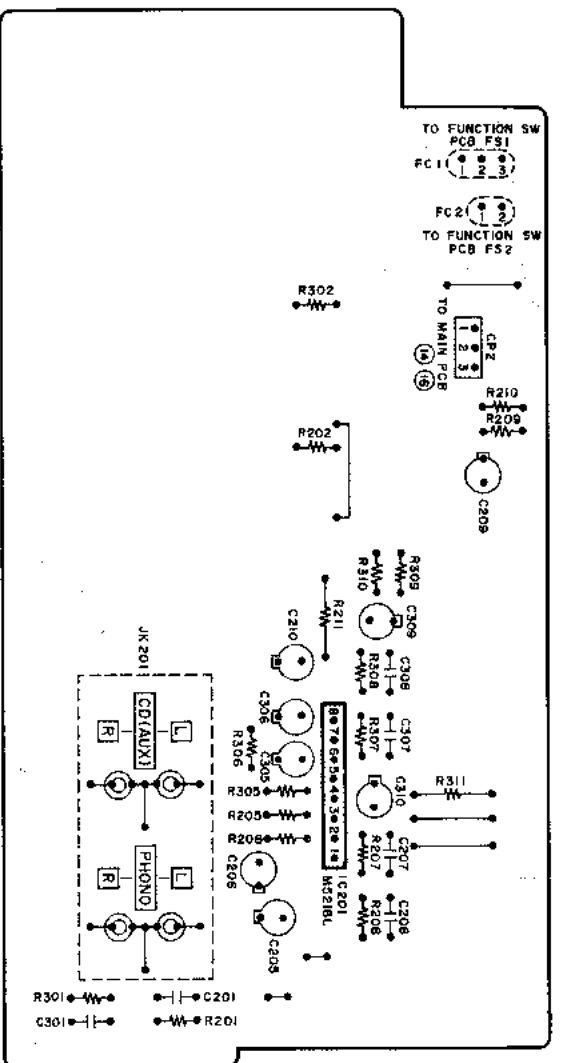 TO FUNCTION SW
PCB FS1
FC1
1 2 3
FC2
1 2
TO FUNCTION SW
PCB FS2
R302
TO MAIN PCB
14
16
1
2
3
CP2
R210
R209
R202
C209
R310
R309
R211
C309
C210
R308
C308
JK201
C306
R306
C305
8 7 6 5 4 3 2 1
R307
C307
CD(AUX)
R
L
R305
C310
R311
R205
R206
C206
IC201
M5218L
R207
C207
PHONO
R
L
C205
R208
C208
R301
C201
C301
R201